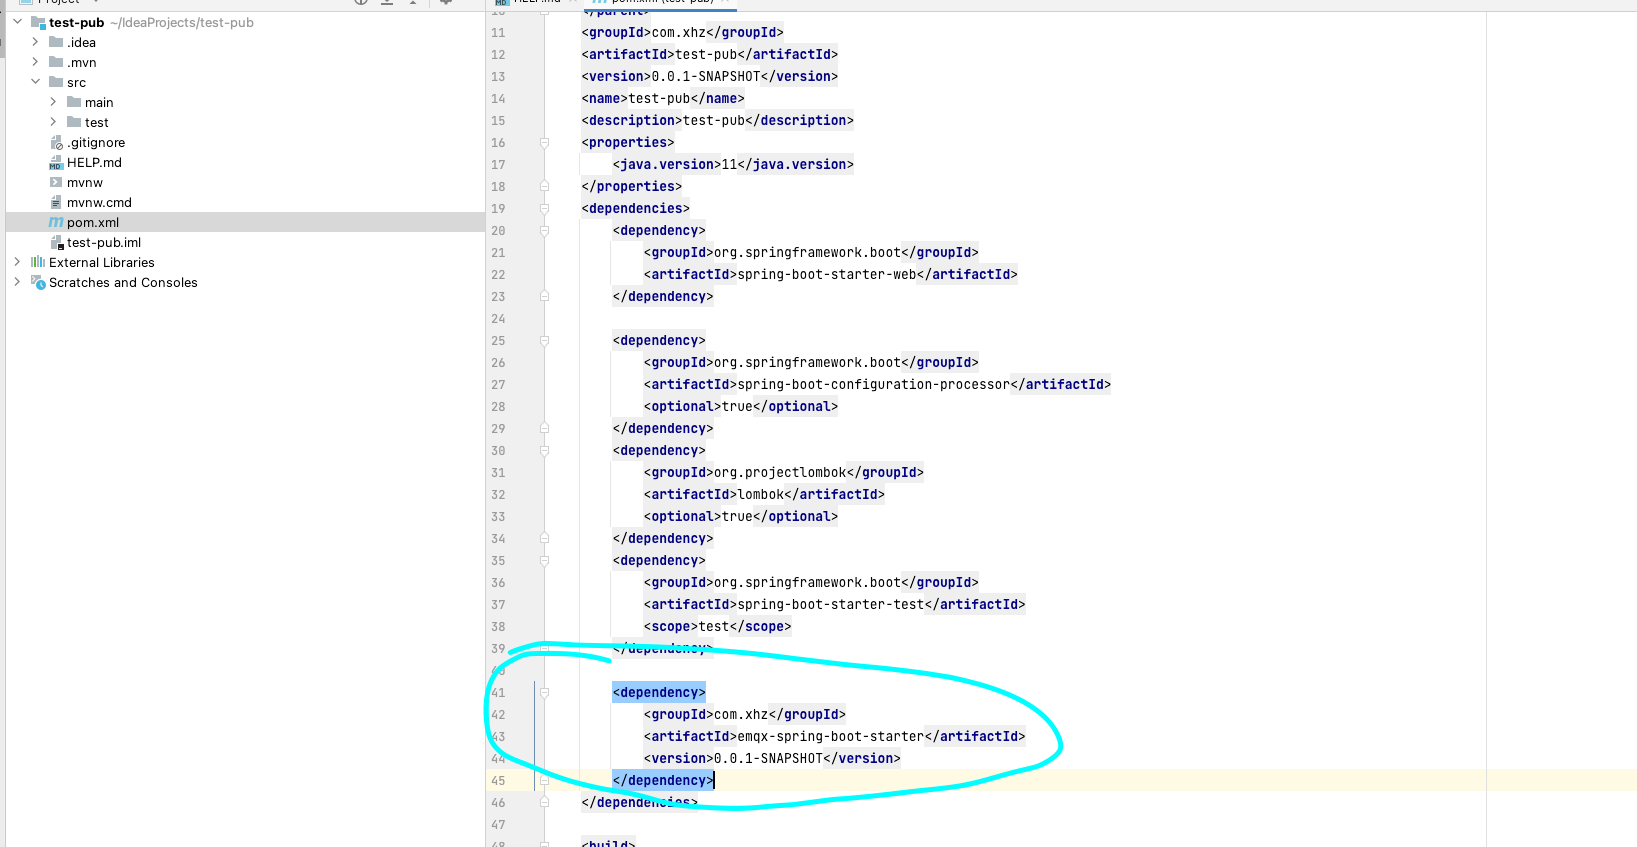 Project
test-pub ~/IdeaProjects/test-pub
.idea
.mvn
src
main
test
.gitignore
HELP.md
mvnw
mvnw.cmd
pom.xml
test-pub.iml
External Libraries
Scratches and Consoles
HELP.md pom.xml (test-pub)
10 </parent>
11 <groupId>com.xhz</groupId>
12 <artifactId>test-pub</artifactId>
13 <version>0.0.1-SNAPSHOT</version>
14 <name>test-pub</name>
15 <description>test-pub</description>
16 <properties>
17 <java.version>11</java.version>
18 </properties>
19 <dependencies>
20 <dependency>
21 <groupId>org.springframework.boot</groupId>
22 <artifactId>spring-boot-starter-web</artifactId>
23 </dependency>
24
25 <dependency>
26 <groupId>org.springframework.boot</groupId>
27 <artifactId>spring-boot-configuration-processor</artifactId>
28 <optional>true</optional>
29 </dependency>
30 <dependency>
31 <groupId>org.projectlombok</groupId>
32 <artifactId>lombok</artifactId>
33 <optional>true</optional>
34 </dependency>
35 <dependency>
36 <groupId>org.springframework.boot</groupId>
37 <artifactId>spring-boot-starter-test</artifactId>
38 <scope>test</scope>
39 </dependency>
40
41 <dependency>
42 <groupId>com.xhz</groupId>
43 <artifactId>emqx-spring-boot-starter</artifactId>
44 <version>0.0.1-SNAPSHOT</version>
45 </dependency>
46 </dependencies>
47
48 <build>